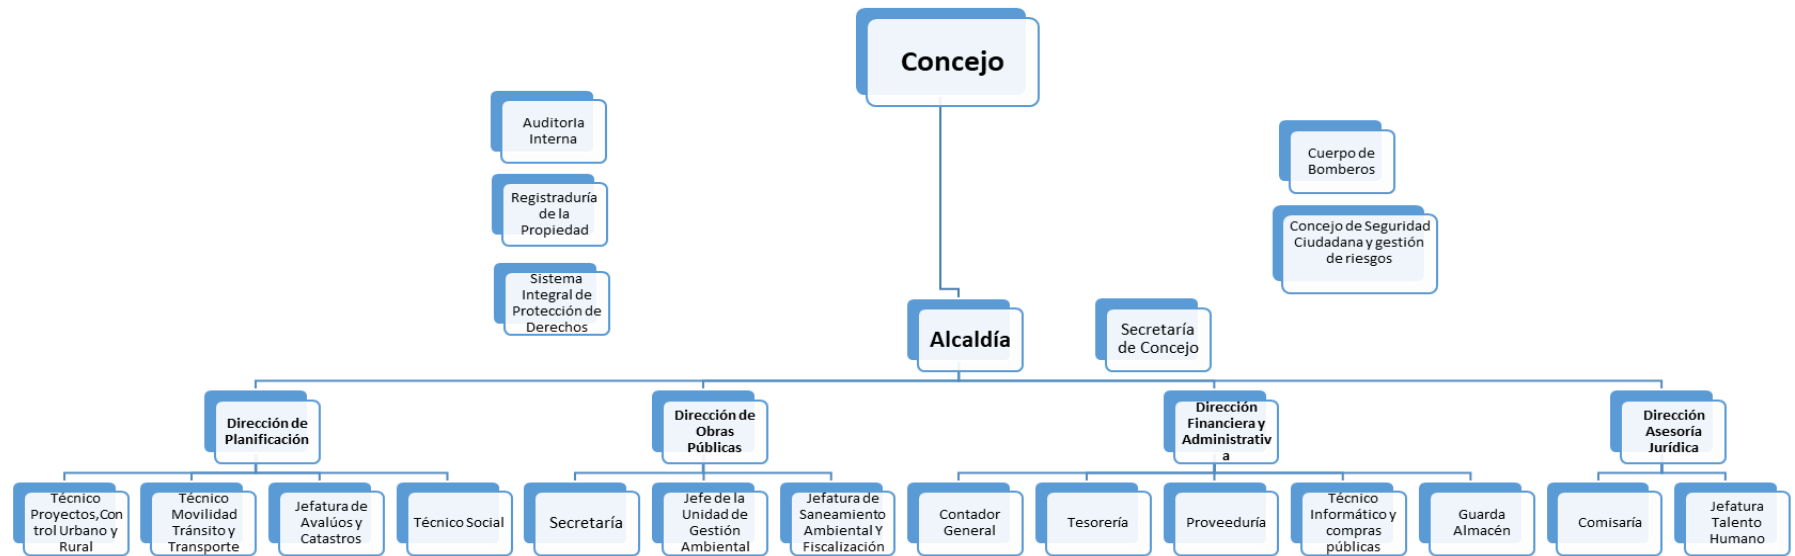 Concejo
AuditorIa
Interna
Cuerpo de
Bomberos
Registraduría
de la
Propiedad
Concejo de Seguridad
Ciudadana y gestión
de riesgos
Sistema
Integral de
Protección de
Derechos
Alcaldía
Secretaría
de Concejo
Dirección de
Planificación
Dirección de
Obras
Públicas
Dirección
Financiera y
Administrativ
a
Dirección
Asesoría
Jurídica
Técnico
Proyectos,Con
trol Urbano y
Rural
Técnico
Movilidad
Tránsito y
Transporte
Jefatura de
Avalúos y
Catastros
Técnico Social
Secretaría
Jefe de la
Unidad de
Gestión
Ambiental
Jefatura de
Saneamiento
Ambiental Y
Fiscalización
Contador
General
Tesorería
Proveeduría
Técnico
Informático y
compras
públicas
Guarda
Almacén
Comisaría
Jefatura
Talento
Humano